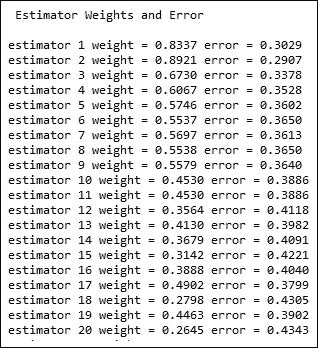 Estimator Weights and Error
estimator 1 weight = 0.8337 error = 0.3029
estimator 2 weight = 0.8921 error = 0.2907
estimator 3 weight = 0.6730 error = 0.3378
estimator 4 weight = 0.6067 error = 0.3528
estimator 5 weight = 0.5746 error = 0.3602
estimator 6 weight = 0.5537 error = 0.3650
estimator 7 weight = 0.5697 error = 0.3613
estimator 8 weight = 0.5538 error = 0.3650
estimator 9 weight = 0.5579 error = 0.3640
estimator 10 weight = 0.4530 error = 0.3886
estimator 11 weight = 0.4530 error = 0.3886
estimator 12 weight = 0.3564 error = 0.4118
estimator 13 weight = 0.4130 error = 0.3982
estimator 14 weight = 0.3679 error = 0.4091
estimator 15 weight = 0.3142 error = 0.4221
estimator 16 weight = 0.3888 error = 0.4040
estimator 17 weight = 0.4902 error = 0.3799
estimator 18 weight = 0.2798 error = 0.4305
estimator 19 weight = 0.4463 error = 0.3902
estimator 20 weight = 0.2645 error = 0.4343